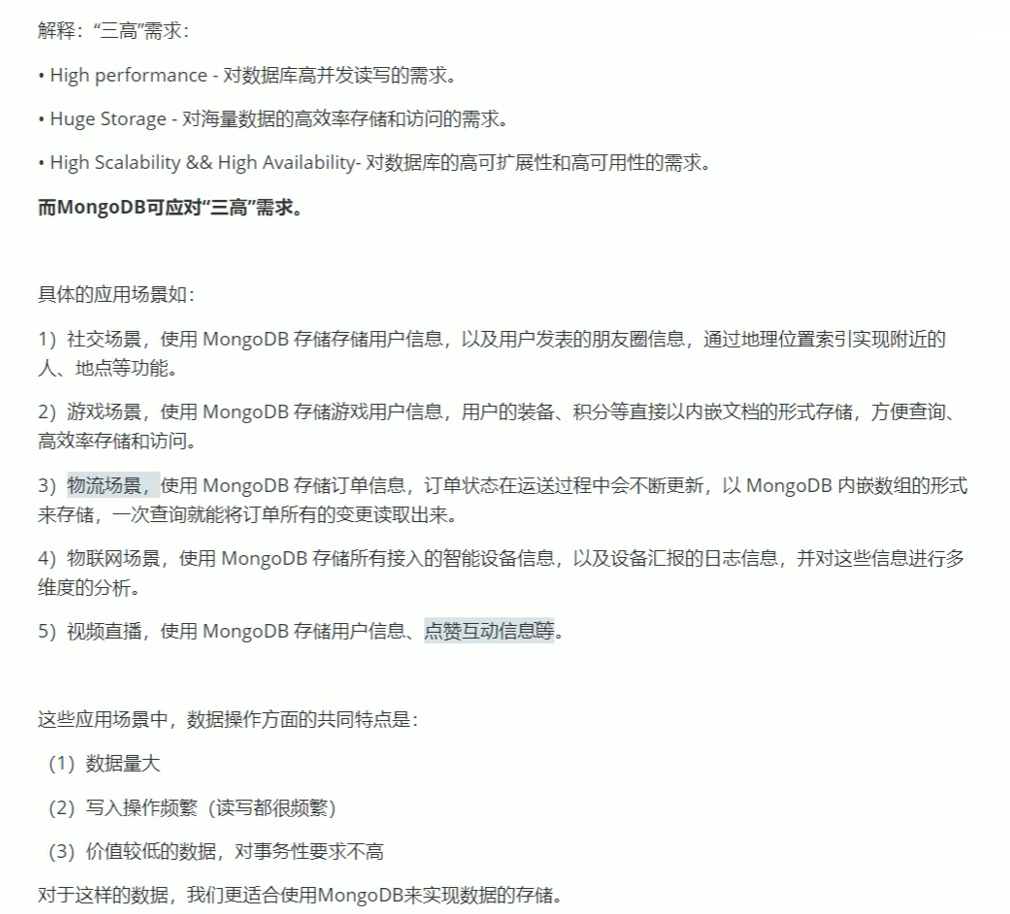 解释：“三高”需求：
• High performance - 对数据库高并发读写的需求。
• Huge Storage - 对海量数据的高效率存储和访问的需求。
• High Scalability && High Availability- 对数据库的高可扩展性和高可用性的需求。
而MongoDB可应对“三高”需求。
具体的应用场景如：
1）社交场景，使用 MongoDB 存储存储用户信息，以及用户发表的朋友圈信息，通过地理位置索引实现附近的
人、地点等功能。
2）游戏场景，使用 MongoDB 存储游戏用户信息，用户的装备、积分等直接以内嵌文档的形式存储，方便查询、
高效率存储和访问。
3）物流场景，使用 MongoDB 存储订单信息，订单状态在运送过程中会不断更新，以 MongoDB 内嵌数组的形式
来存储，一次查询就能将订单所有的变更读取出来。
4）物联网场景，使用 MongoDB 存储所有接入的智能设备信息，以及设备汇报的日志信息，并对这些信息进行多
维度的分析。
5）视频直播，使用 MongoDB 存储用户信息、点赞互动信息等。
这些应用场景中，数据操作方面的共同特点是：
（1）数据量大
（2）写入操作频繁（读写都很频繁）
（3）价值较低的数据，对事务性要求不高
对于这样的数据，我们更适合使用MongoDB来实现数据的存储。